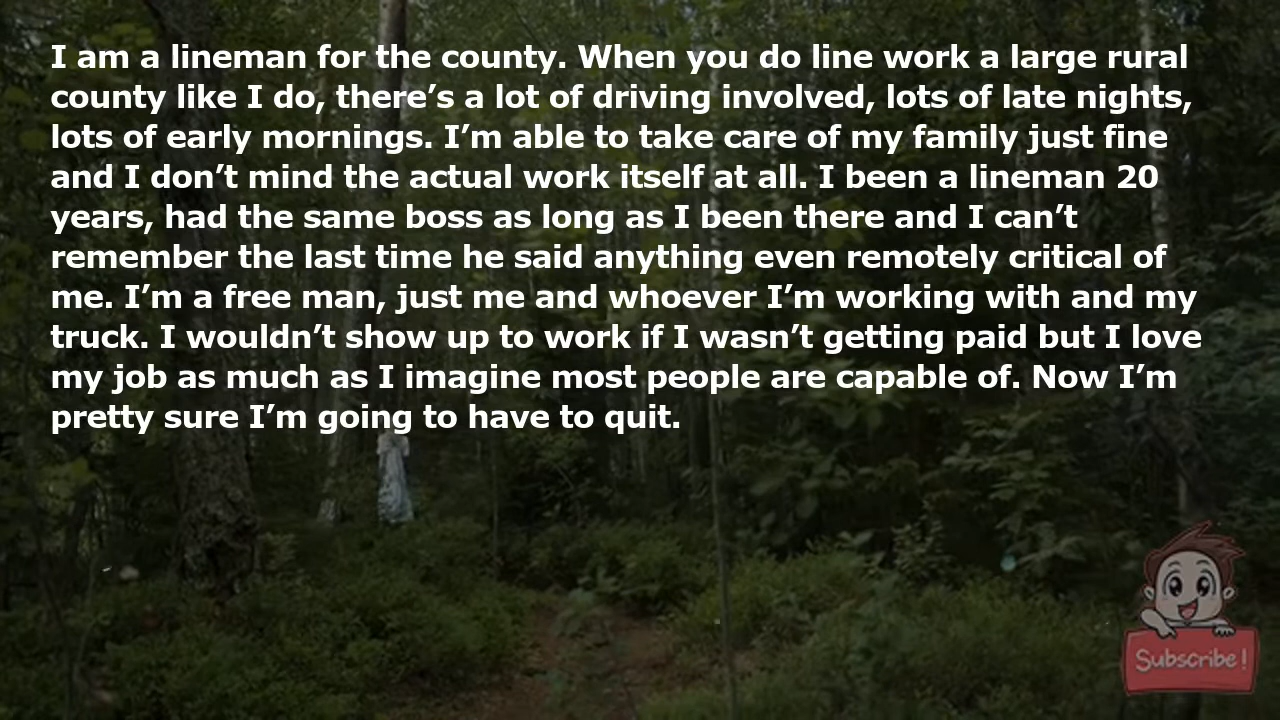 I am a lineman for the county. When you do line work a large rural
county like I do, there’s a lot of driving involved, lots of late nights,
lots of early mornings. I’m able to take care of my family just fine
and I don’t mind the actual work itself at all. I been a lineman 20
years, had the same boss as long as I been there and I can’t
remember the last time he said anything even remotely critical of
me. I’m a free man, just me and whoever I’m working with and my
truck. I wouldn’t show up to work if I wasn’t getting paid but I love
my job as much as I imagine most people are capable of. Now I’m
pretty sure I’m going to have to quit.
Subscribe!